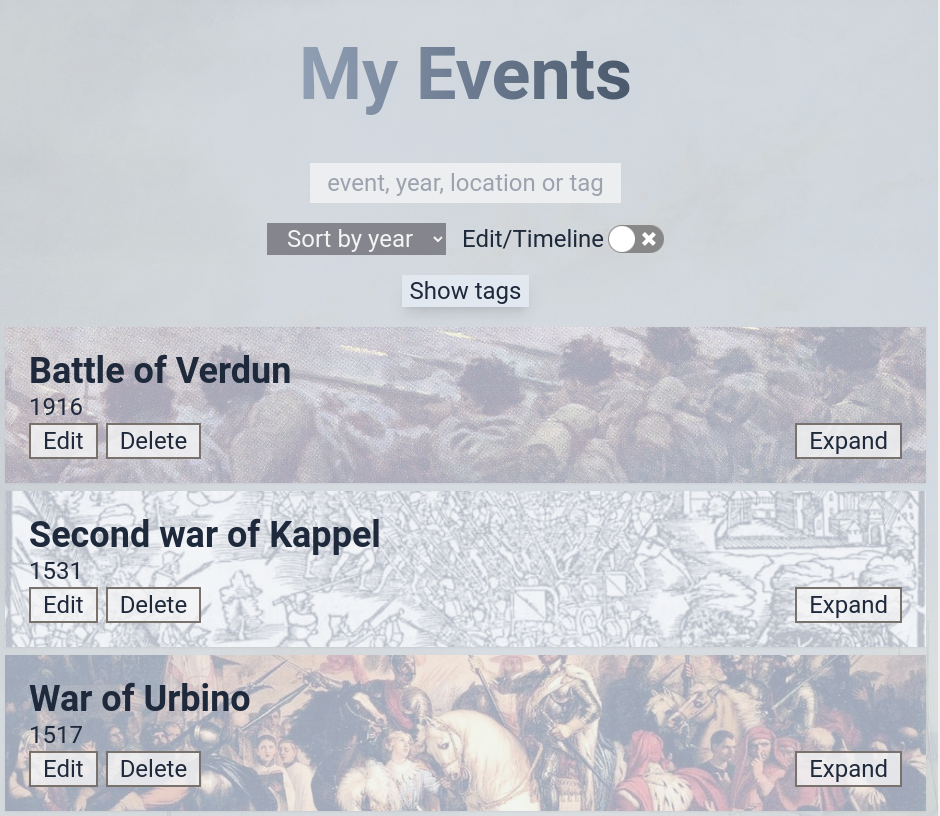 My Events
event, year, location or tag
Sort by year Edit/Timeline
Show tags
Battle of Verdun
1916
Edit Delete Expand
Second war of Kappel
1531
Edit Delete Expand
War of Urbino
1517
Edit Delete Expand